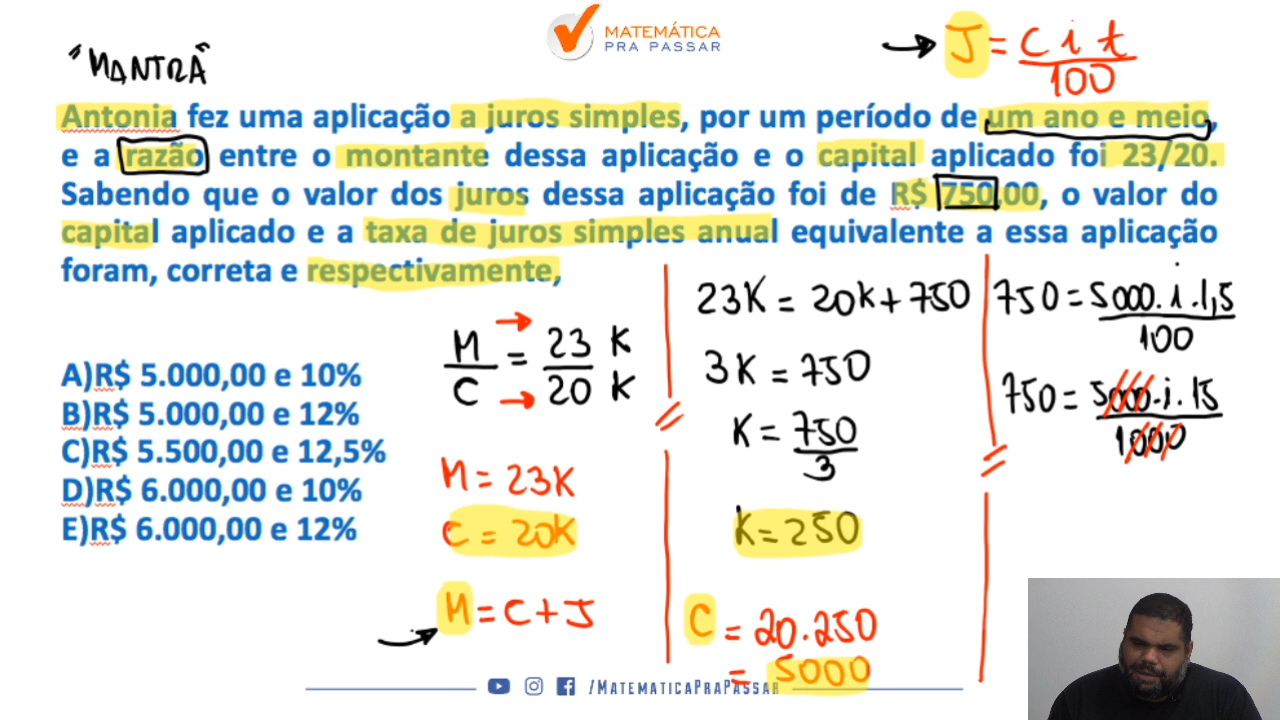 MATEMÁTICA
PRA PASSAR
"MANTRA"
J = c i t / 100
Antonia fez uma aplicação a juros simples, por um período de um ano e meio,
e a razão entre o montante dessa aplicação e o capital aplicado foi 23/20.
Sabendo que o valor dos juros dessa aplicação foi de R$ 750,00, o valor do
capital aplicado e a taxa de juros simples anual equivalente a essa aplicação
foram, correta e respectivamente,
A)R$ 5.000,00 e 10%
B)R$ 5.000,00 e 12%
C)R$ 5.500,00 e 12,5%
D)R$ 6.000,00 e 10%
E)R$ 6.000,00 e 12%
M/C = 23 K / 20 K
M = 23K
C = 20K
M = C + J
23K = 20K + 750
3K = 750
K = 750/3
K = 250
C = 20.250
= 5000
750 = 5000.i.1,5 / 100
750 = 5000.i.15 / 1000
/MATEMATICAPRAPASSAR